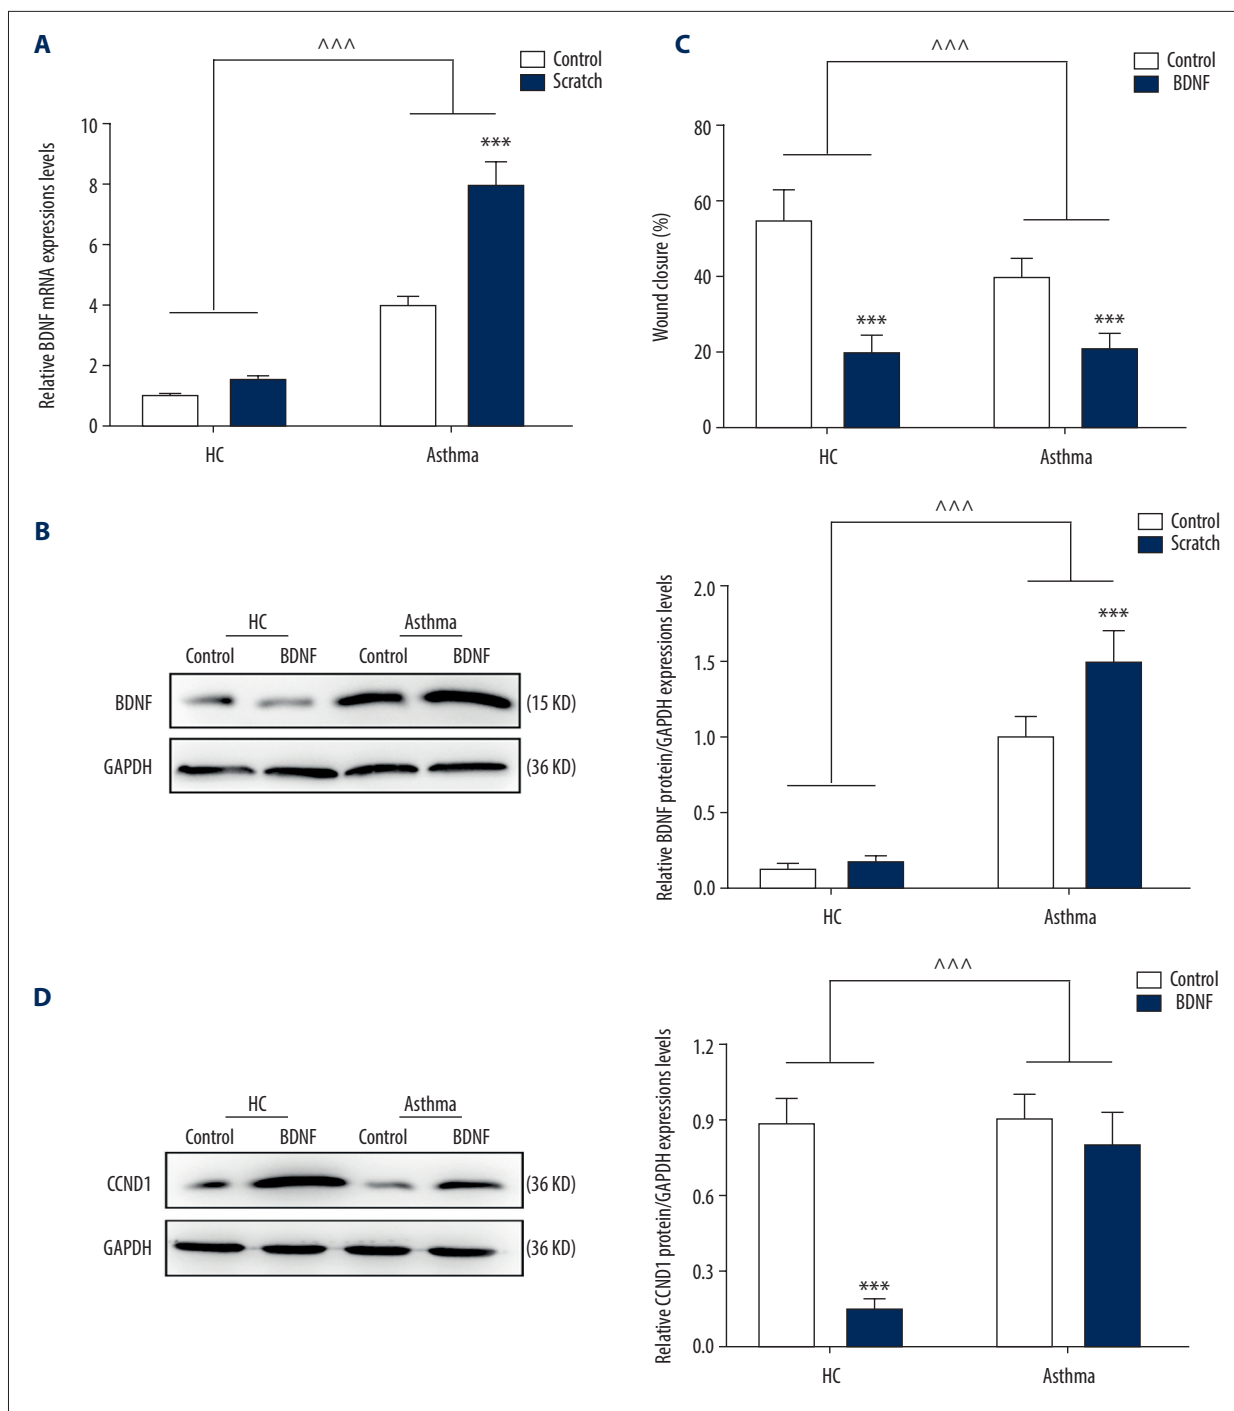 A
^^^
Control
Scratch
Relative BDNF mRNA expressions levels
10
8
6
4
2
0
***
HC
Asthma
C
^^^
Control
BDNF
Wound closure (%)
80
60
40
20
0
***
***
HC
Asthma
B
HC
Asthma
Control
BDNF
Control
BDNF
BDNF
(15 KD)
GAPDH
(36 KD)
^^^
Control
Scratch
Relative BDNF protein/GAPDH expressions levels
2.0
1.5
1.0
0.5
0.0
***
HC
Asthma
D
HC
Asthma
Control
BDNF
Control
BDNF
CCND1
(36 KD)
GAPDH
(36 KD)
^^^
Control
BDNF
Relative CCND1 protein/GAPDH expressions levels
1.2
0.9
0.6
0.3
0.0
***
HC
Asthma